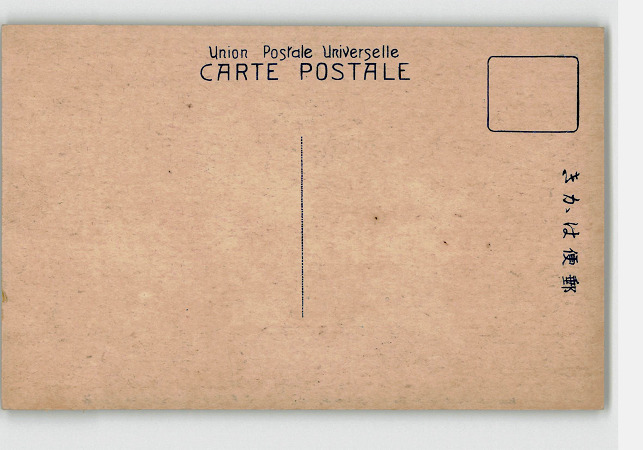 Union Postale Universelle
CARTE POSTALE
郵便はがき